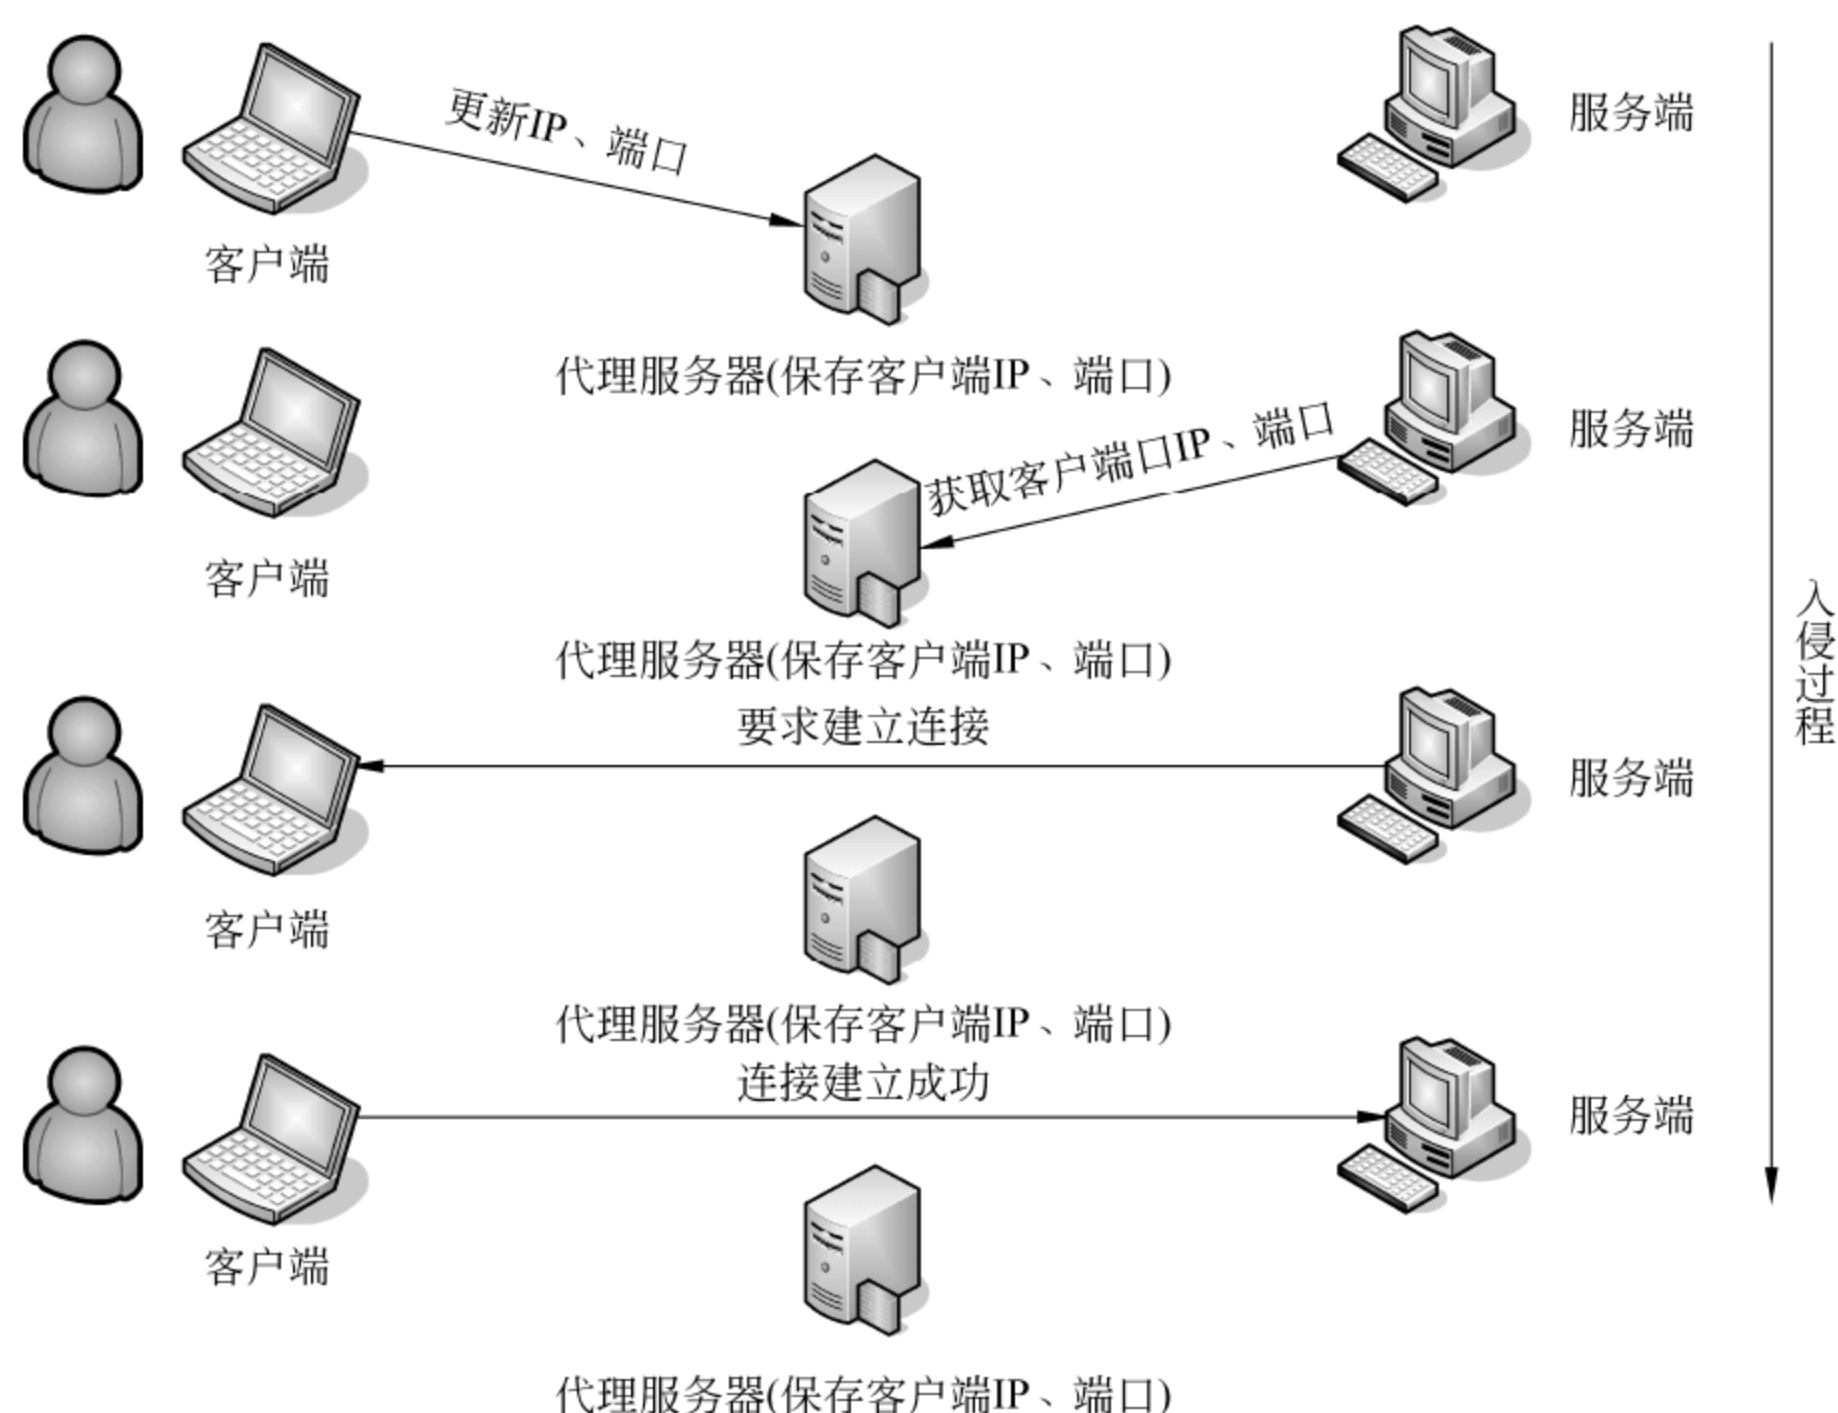 更新IP、端口
服务端
客户端
代理服务器(保存客户端IP、端口)
获取客户端口IP、端口
服务端
客户端
代理服务器(保存客户端IP、端口)
要求建立连接
服务端
客户端
代理服务器(保存客户端IP、端口)
连接建立成功
服务端
客户端
代理服务器(保存客户端IP、端口)
入侵过程